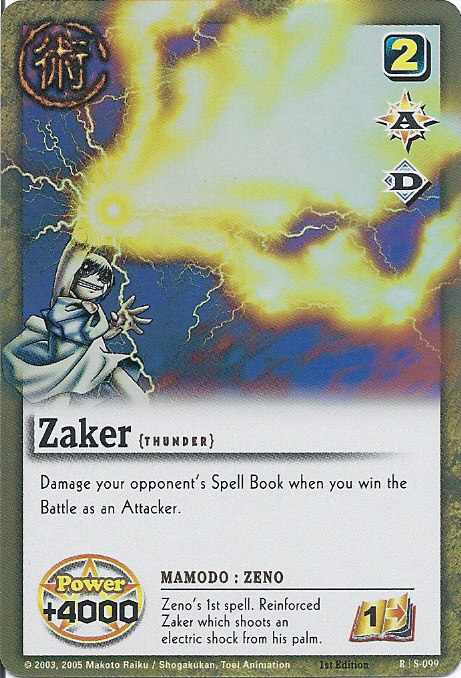 術
2
A
D
Zaker {THUNDER}
Damage your opponent's Spell Book when you win the
Battle as an Attacker.
Power
+4000
MAMODO : ZENO
Zeno's 1st spell. Reinforced
Zaker which shoots an
electric shock from his palm.
1
© 2003, 2005 Makoto Raiku / Shogakukan, Toei Animation
1st Edition
R | S-099